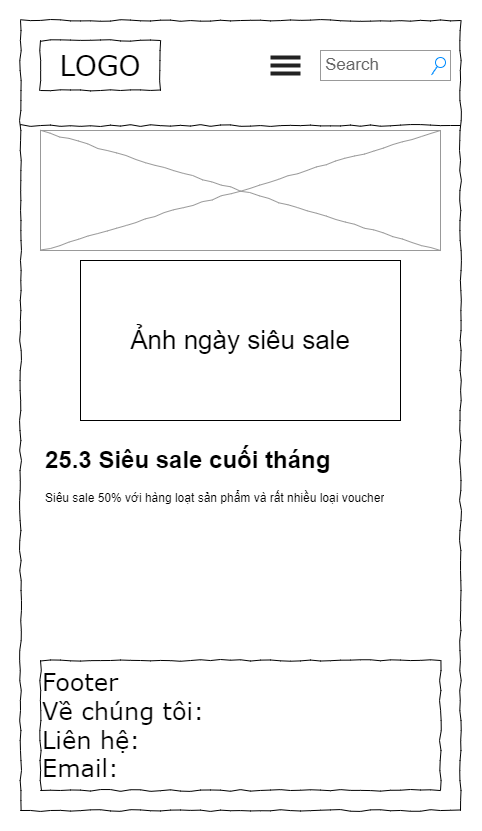 LOGO
Search
Ảnh ngày siêu sale
25.3 Siêu sale cuối tháng
Siêu sale 50% với hàng loạt sản phẩm và rất nhiều loại voucher
Footer
Về chúng tôi:
Liên hệ:
Email: